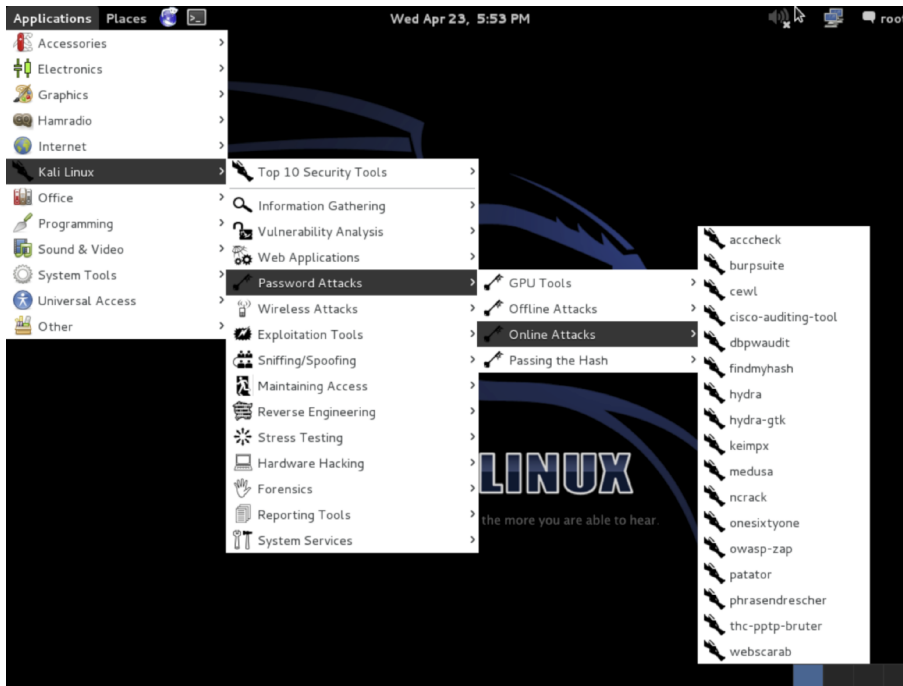 Applications Places Wed Apr 23, 5:53 PM
Accessories
Electronics
Graphics
Hamradio
Internet
Kali Linux
Office
Programming
Sound & Video
System Tools
Universal Access
Other
Top 10 Security Tools
Information Gathering
Vulnerability Analysis
Web Applications
Password Attacks
Wireless Attacks
Exploitation Tools
Sniffing/Spoofing
Maintaining Access
Reverse Engineering
Stress Testing
Hardware Hacking
Forensics
Reporting Tools
System Services
GPU Tools
Offline Attacks
Online Attacks
Passing the Hash
acccheck
burpsuite
cewl
cisco-auditing-tool
dbpwaudit
findmyhash
hydra
hydra-gtk
keimpx
medusa
ncrack
onesixtyone
owasp-zap
patator
phrasendrescher
thc-pptp-bruter
webscarab
LINUX
the more you are able to hear.